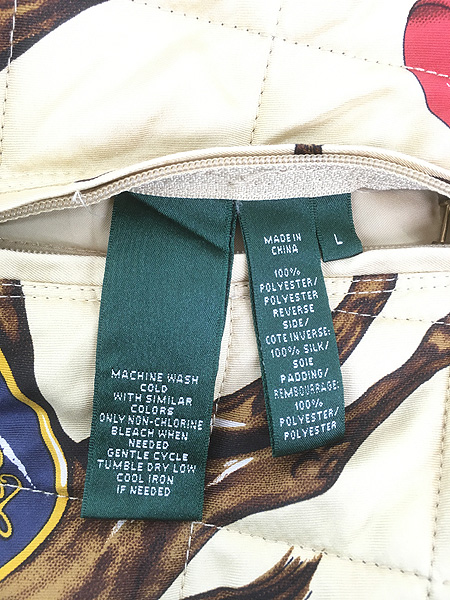 MACHINE WASH
COLD
WITH SIMILAR
COLORS
ONLY NON-CHLORINE
BLEACH WHEN
NEEDED
GENTLE CYCLE
TUMBLE DRY LOW
COOL IRON
IF NEEDED
MADE IN
CHINA
100%
POLYESTER/
POLYESTER
REVERSE
SIDE/
COTE INVERSE:
100% SILK/
SOIE
PADDING/
REMBOURRAGE:
100%
POLYESTER/
POLYESTER
L